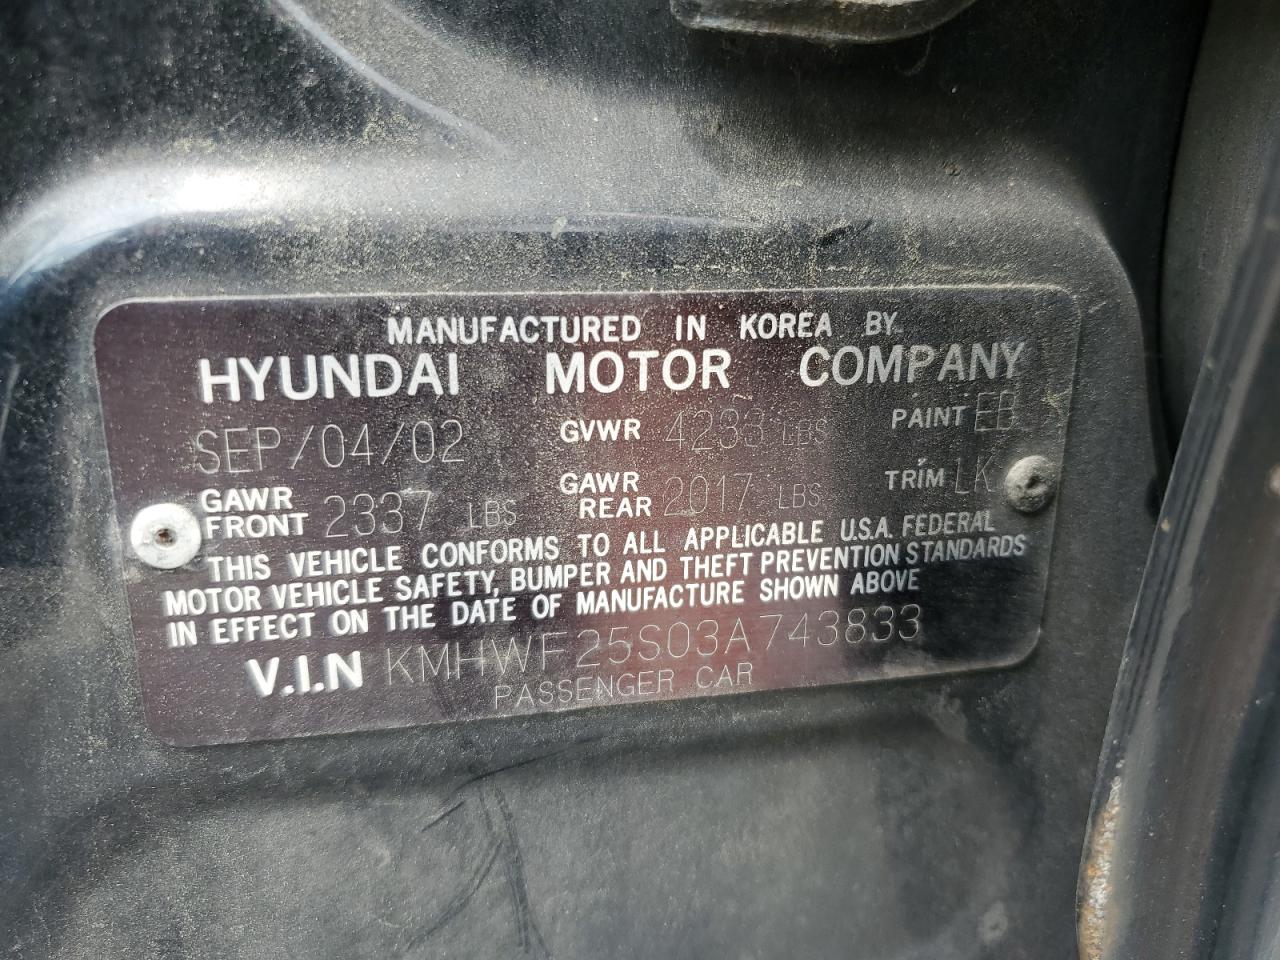 MANUFACTURED IN KOREA BY
HYUNDAI MOTOR COMPANY
SEP/04/02 GVWR 4233 LBS PAINT EB
GAWR FRONT 2337 LBS GAWR REAR 2017 LBS TRIM LK
THIS VEHICLE CONFORMS TO ALL APPLICABLE U.S.A. FEDERAL
MOTOR VEHICLE SAFETY, BUMPER AND THEFT PREVENTION STANDARDS
IN EFFECT ON THE DATE OF MANUFACTURE SHOWN ABOVE
V.I.N KMHWF25S03A743833
PASSENGER CAR